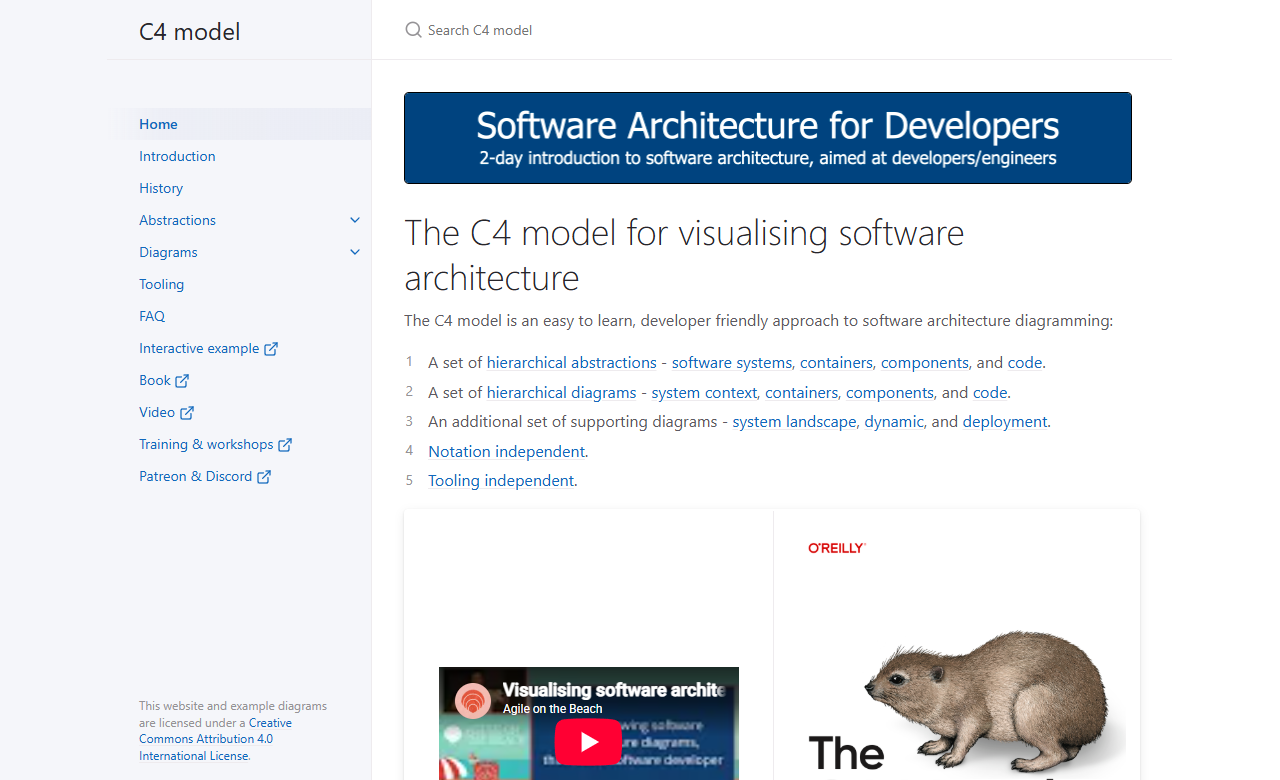 C4 model
Search C4 model
Home
Introduction
History
Abstractions
Diagrams
Tooling
FAQ
Interactive example
Book
Video
Training & workshops
Patreon & Discord
This website and example diagrams
are licensed under a Creative
Commons Attribution 4.0
International License.
Software Architecture for Developers
2-day introduction to software architecture, aimed at developers/engineers
The C4 model for visualising software
architecture
The C4 model is an easy to learn, developer friendly approach to software architecture diagramming:
1 A set of hierarchical abstractions - software systems, containers, components, and code.
2 A set of hierarchical diagrams - system context, containers, components, and code.
3 An additional set of supporting diagrams - system landscape, dynamic, and deployment.
4 Notation independent.
5 Tooling independent.
Visualising software archite
Agile on the Beach
software
diagrams,
software developer
O'REILLY
The